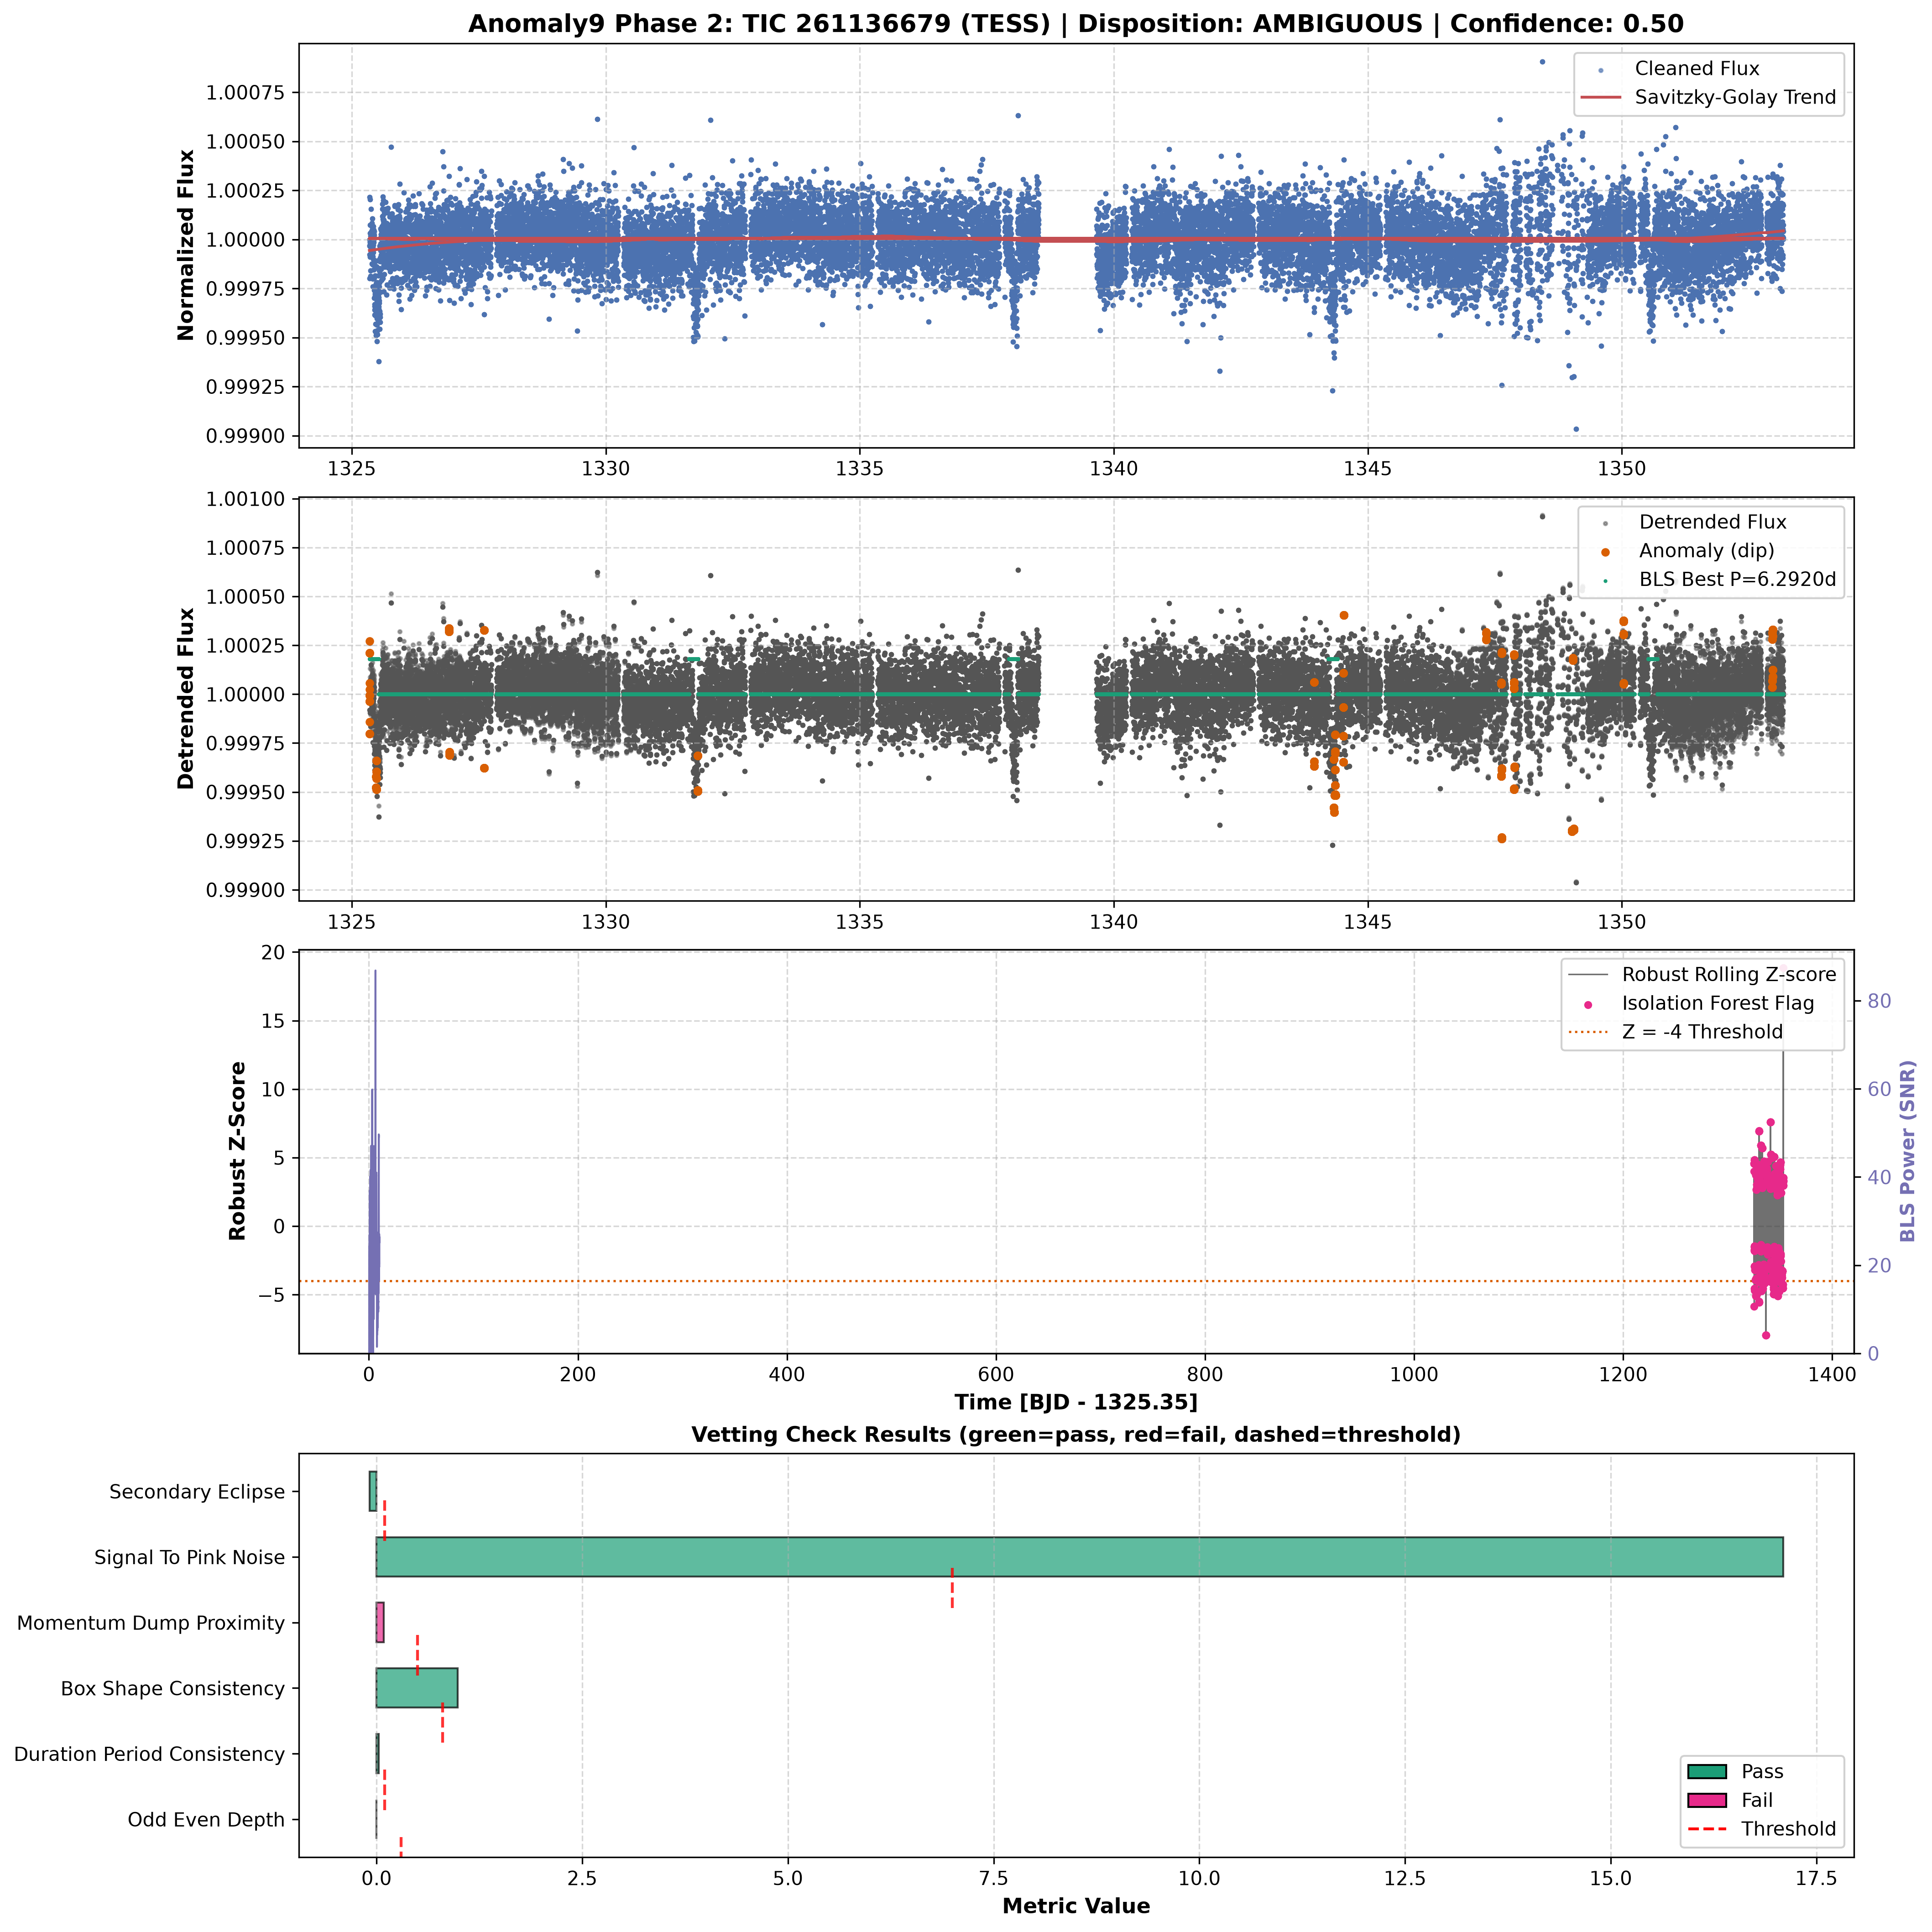 Anomaly9 Phase 2: TIC 261136679 (TESS) | Disposition: AMBIGUOUS | Confidence: 0.50
Normalized Flux
1.00075
1.00050
1.00025
1.00000
0.99975
0.99950
0.99925
0.99900
Cleaned Flux
Savitzky-Golay Trend
1325 1330 1335 1340 1345 1350
Detrended Flux
1.00100
1.00075
1.00050
1.00025
1.00000
0.99975
0.99950
0.99925
0.99900
Detrended Flux
Anomaly (dip)
BLS Best P=6.2920d
1325 1330 1335 1340 1345 1350
Robust Z-Score
20
15
10
5
0
−5
Robust Rolling Z-score
Isolation Forest Flag
Z = -4 Threshold
80
60
40
20
0
BLS Power (SNR)
0 200 400 600 800 1000 1200 1400
Time [BJD - 1325.35]
Vetting Check Results (green=pass, red=fail, dashed=threshold)
Secondary Eclipse
Signal To Pink Noise
Momentum Dump Proximity
Box Shape Consistency
Duration Period Consistency
Odd Even Depth
Pass
Fail
Threshold
0.0 2.5 5.0 7.5 10.0 12.5 15.0 17.5
Metric Value